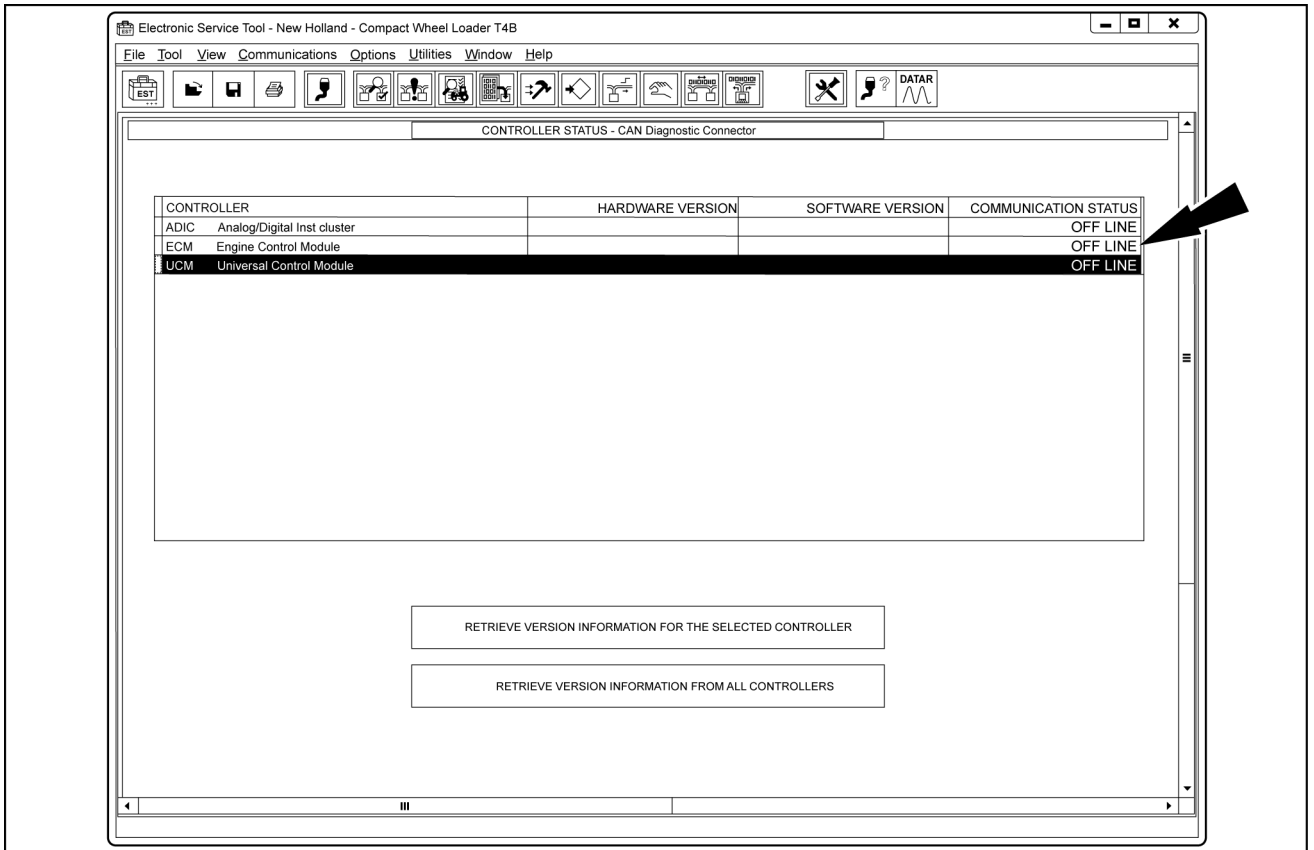 EST Electronic Service Tool - New Holland - Compact Wheel Loader T4B
File Tool View Communications Options Utilities Window Help
EST DATAR
CONTROLLER STATUS - CAN Diagnostic Connector
CONTROLLER HARDWARE VERSION SOFTWARE VERSION COMMUNICATION STATUS
ADIC Analog/Digital Inst cluster OFF LINE
ECM Engine Control Module OFF LINE
UCM Universal Control Module OFF LINE
RETRIEVE VERSION INFORMATION FOR THE SELECTED CONTROLLER
RETRIEVE VERSION INFORMATION FROM ALL CONTROLLERS